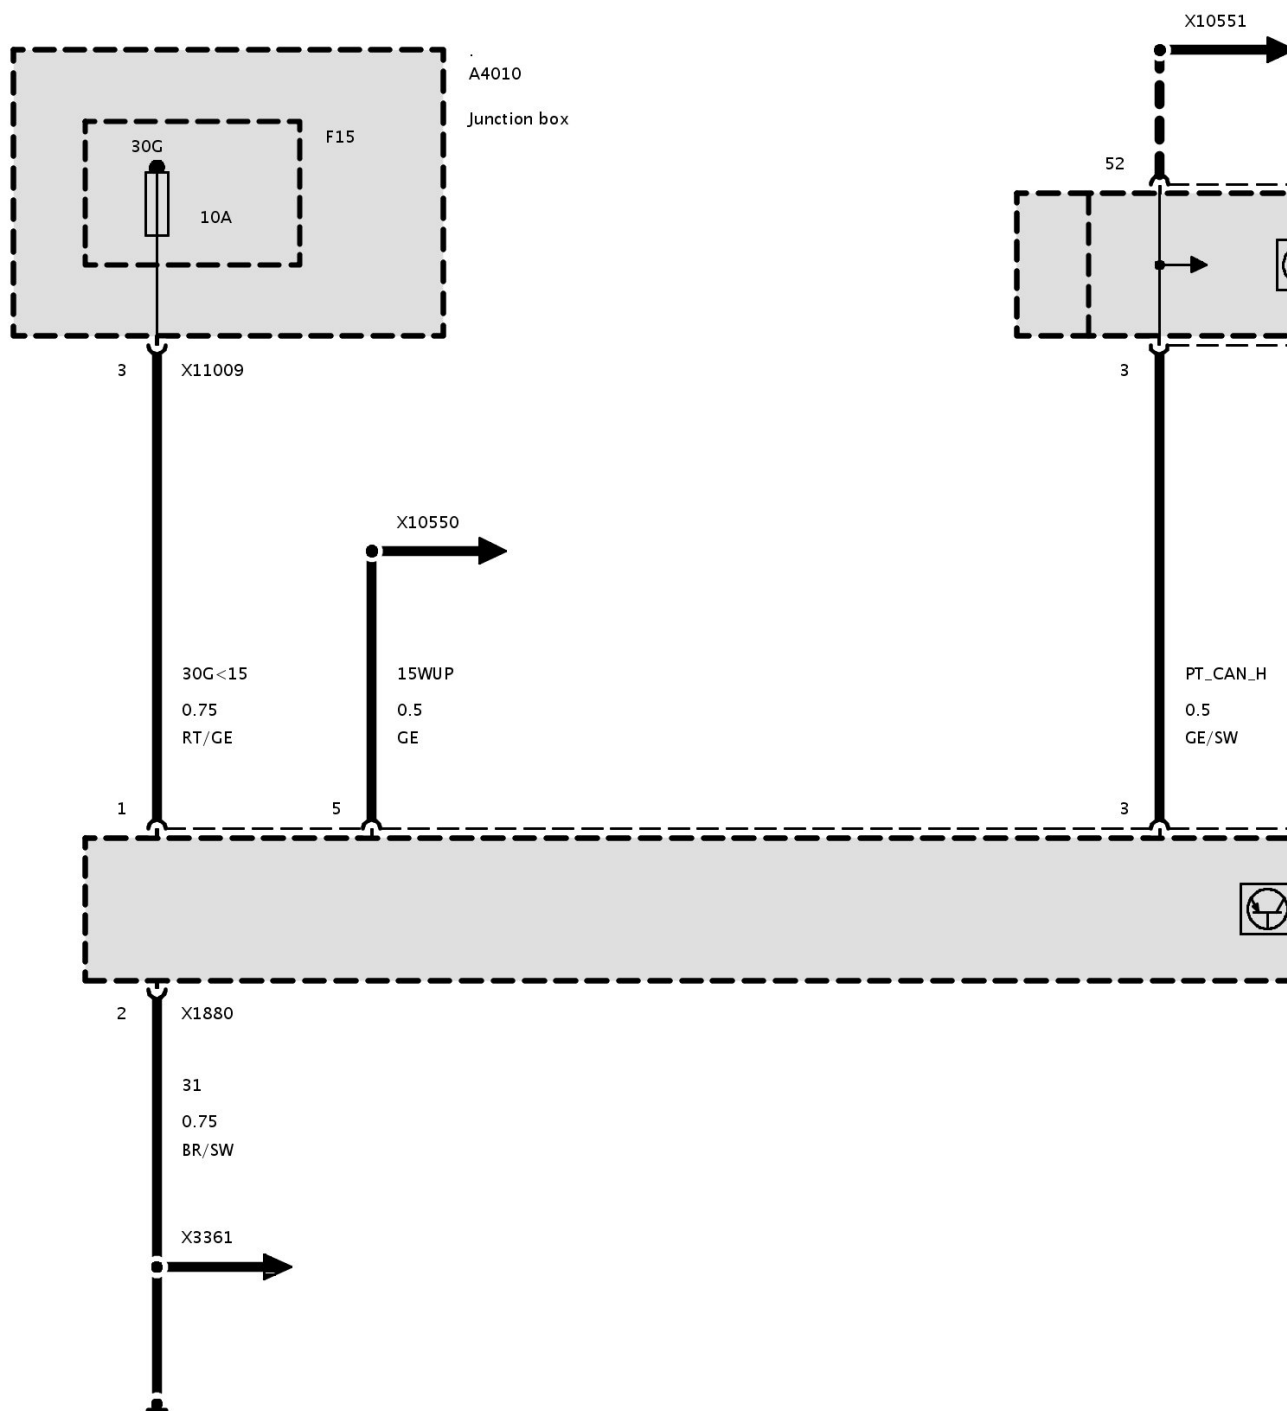 X10551
.
A4010
Junction box
F15
30G
10A
52
3
X11009
3
X10550
30G<15
0.75
RT/GE
15WUP
0.5
GE
PT_CAN_H
0.5
GE/SW
1
5
3
2
X1880
31
0.75
BR/SW
X3361